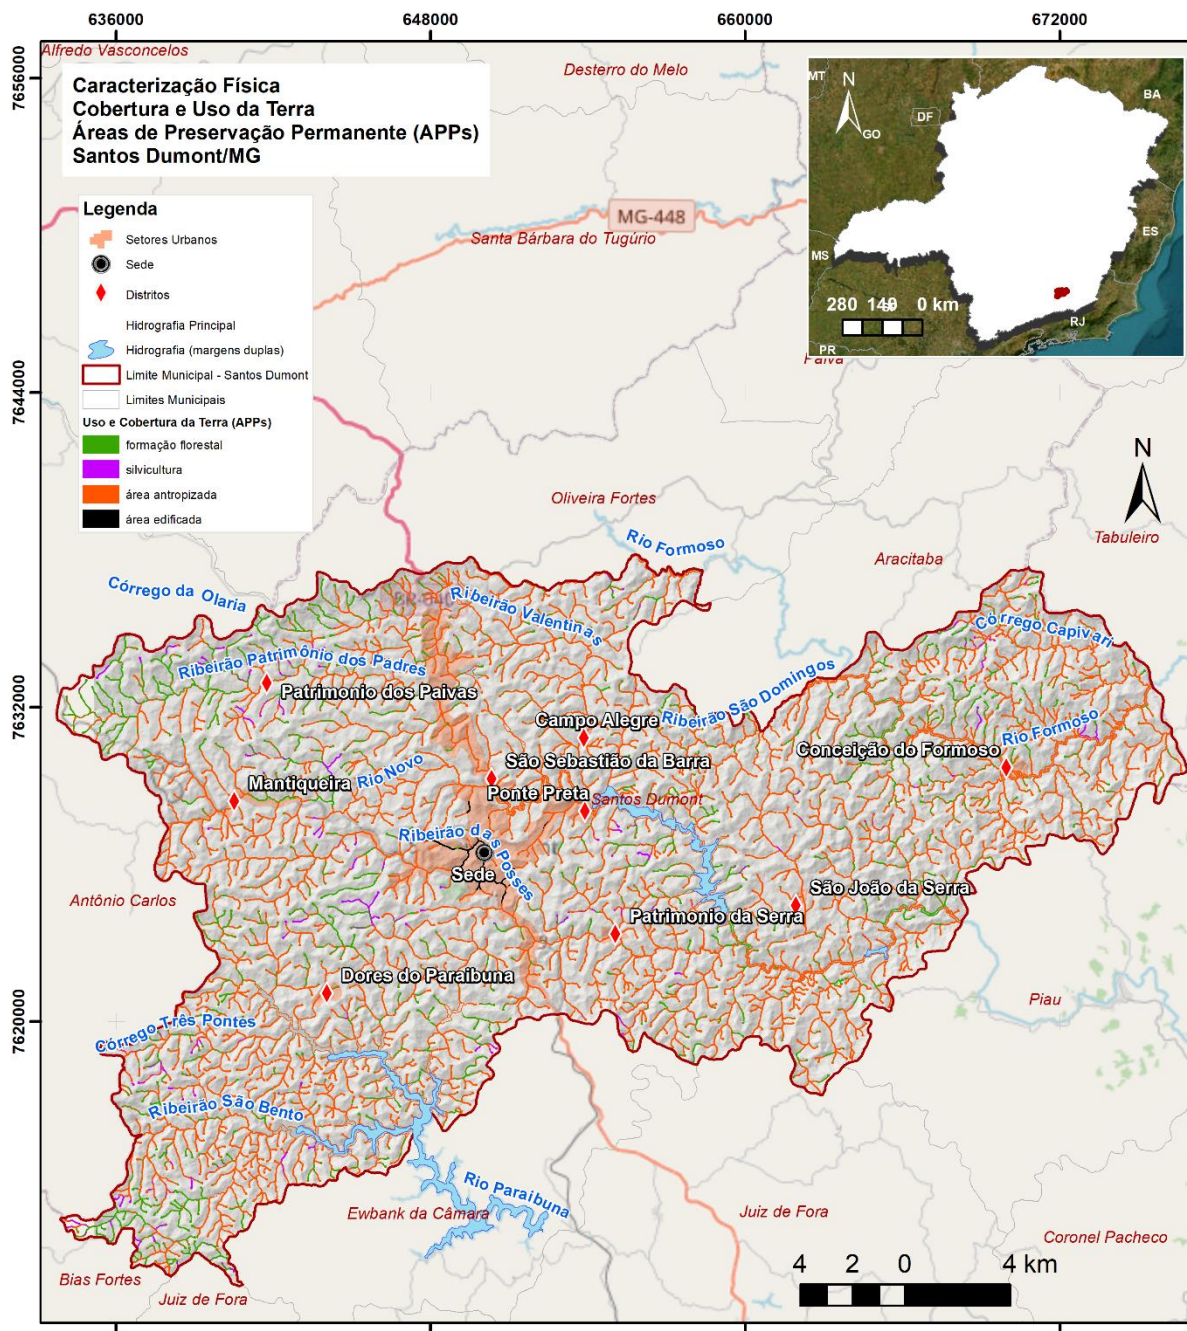 636000
648000
660000
672000
7656000
7644000
7632000
7620000
Alfredo Vasconcelos
Desterro do Melo
Caracterização Física
Cobertura e Uso da Terra
Áreas de Preservação Permanente (APPs)
Santos Dumont/MG
N
MT
GO
DF
BA
MS
ES
RJ
PR
280 140 0 km
Legenda
Setores Urbanos
Sede
Distritos
Hidrografia Principal
Hidrografia (margens duplas)
Limite Municipal - Santos Dumont
Limites Municipais
Uso e Cobertura da Terra (APPs)
formação florestal
silvicultura
área antropizada
área edificada
MG-448
Santa Bárbara do Tugúrio
Paiva
N
Oliveira Fortes
Rio Formoso
Aracitaba
Tabuleiro
Córrego da Olaria
BR-040
Ribeirão Valentinas
Córrego Capivari
Ribeirão Patrimônio dos Padres
Patrimonio dos Paivas
Ribeirão São Domingos
Campo Alegre
Rio Formoso
Conceição do Formoso
São Sebastião da Barra
Mantiqueira
Rio Novo
Ponte Preta
Santos Dumont
Ribeirão das Posses
Sede
São João da Serra
Antônio Carlos
Patrimonio da Serra
Dores do Paraibuna
Piau
Córrego Três Pontes
Ribeirão São Bento
Rio Paraibuna
Ewbank da Câmara
Juiz de Fora
Coronel Pacheco
Bias Fortes
Juiz de Fora
4 2 0 4 km